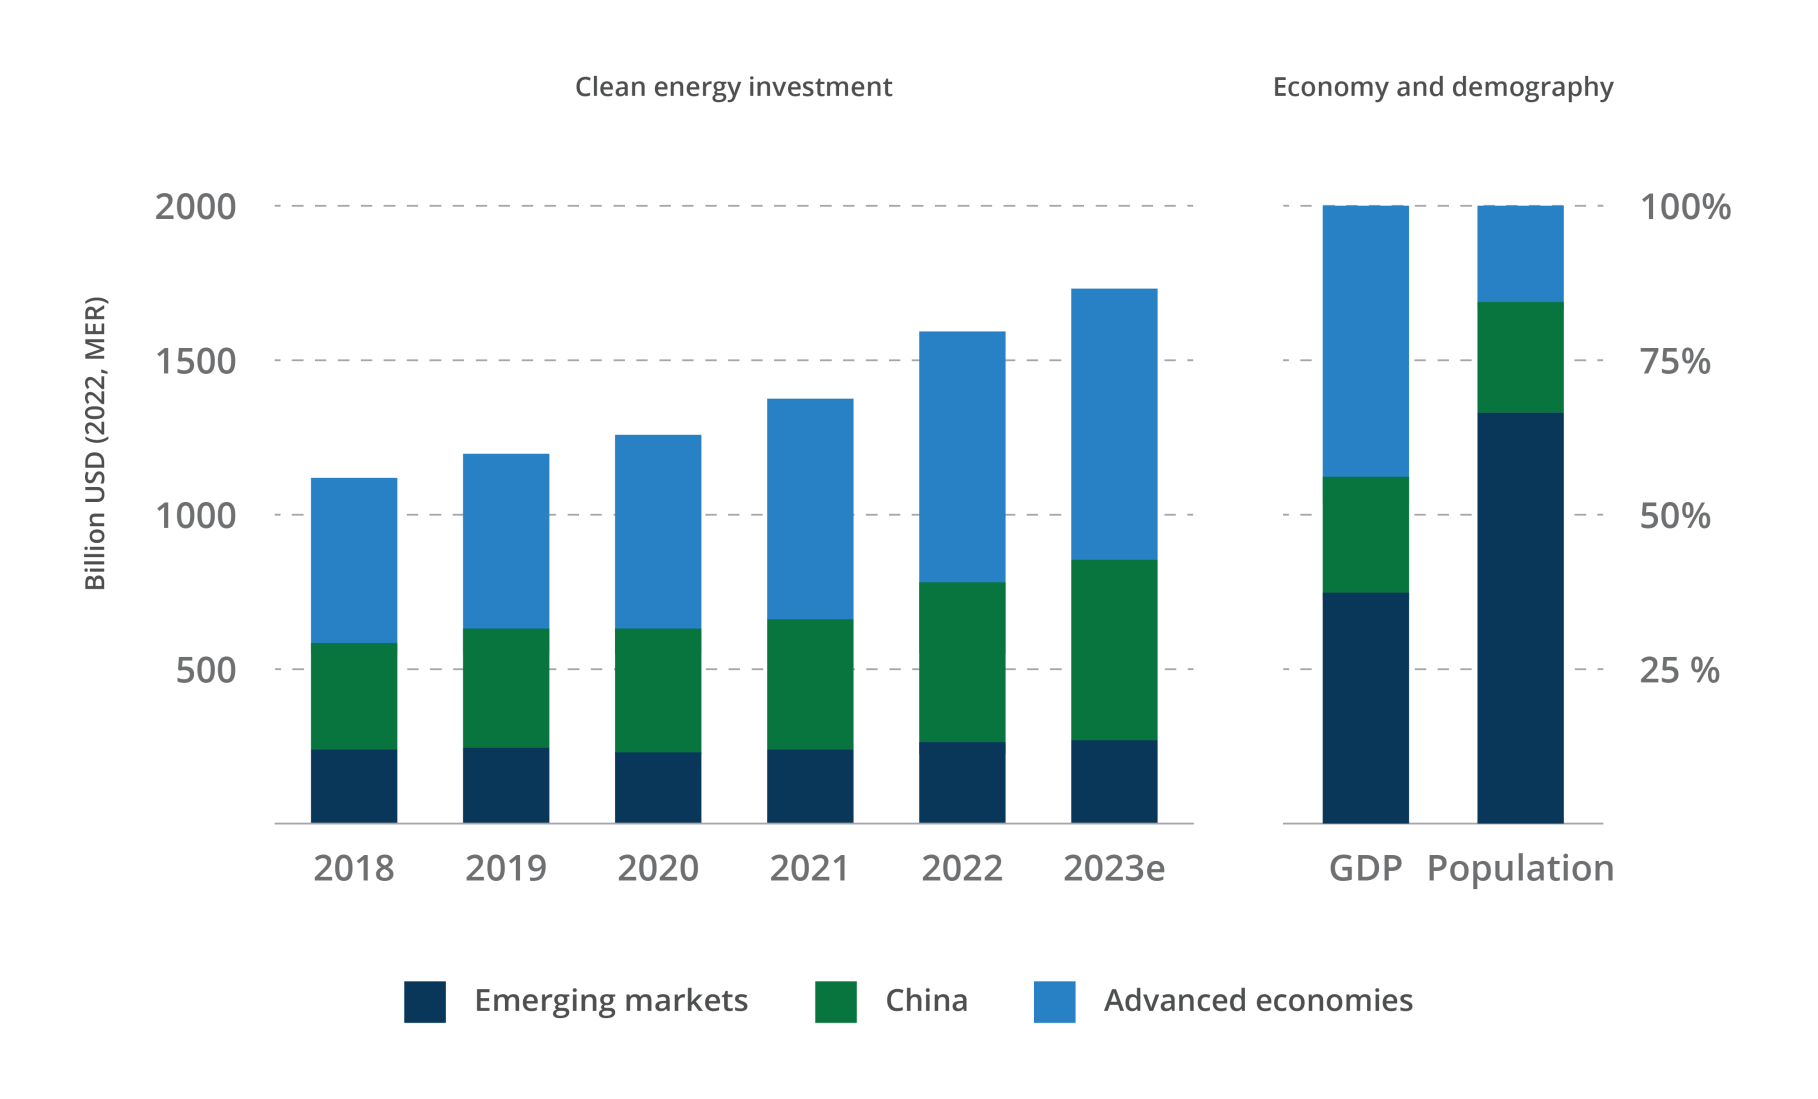 Clean energy investment
Economy and demography
Billion USD (2022, MER)
2000
1500
1000
500
100%
75%
50%
25 %
2018 2019 2020 2021 2022 2023e
GDP Population
Emerging markets China Advanced economies